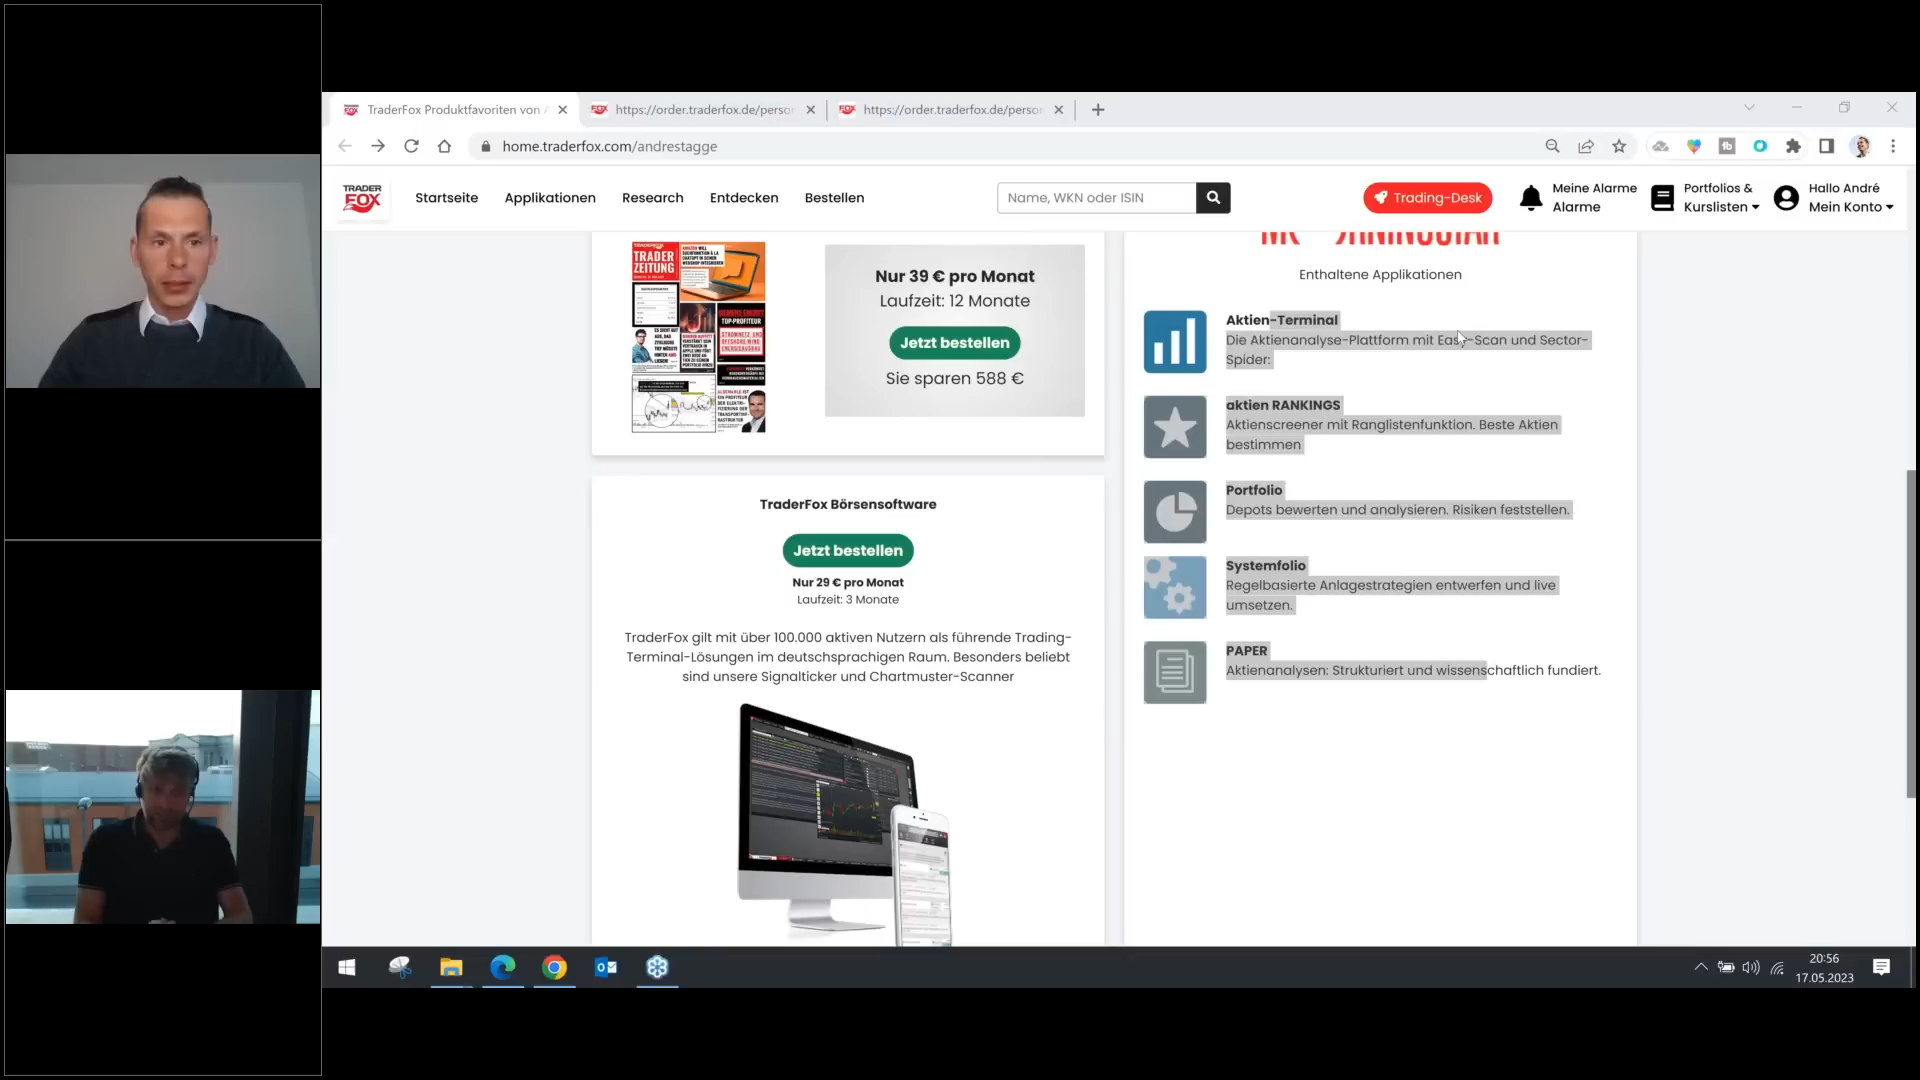 TraderFox Produktfavoriten von A
https://order.traderfox.de/perso
https://order.traderfox.de/person
home.traderfox.com/andrestagge
TRADER
FOX
Startseite
Applikationen
Research
Entdecken
Bestellen
Name, WKN oder ISIN
Trading-Desk
Meine Alarme
Alarme
Portfolios &
Kurslisten
Hallo André
Mein Konto
TRADER
ZEITUNG
Nur 39 € pro Monat
Laufzeit: 12 Monate
Jetzt bestellen
Sie sparen 588 €
TraderFox Börsensoftware
Jetzt bestellen
Nur 29 € pro Monat
Laufzeit: 3 Monate
TraderFox gilt mit über 100.000 aktiven Nutzern als führende Trading-
Terminal-Lösungen im deutschsprachigen Raum. Besonders beliebt
sind unsere Signalticker und Chartmuster-Scanner
Enthaltene Applikationen
Aktien-Terminal
Die Aktienanalyse-Plattform mit Easy-Scan und Sector-
Spider:
aktien RANKINGS
Aktienscreener mit Ranglistenfunktion. Beste Aktien
bestimmen
Portfolio
Depots bewerten und analysieren. Risiken feststellen.
Systemfolio
Regelbasierte Anlagestrategien entwerfen und live
umsetzen.
PAPER
Aktienanalysen: Strukturiert und wissenschaftlich fundiert.
20:56
17.05.2023